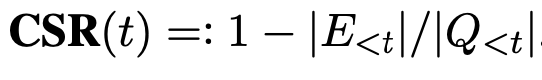 CSR(t) =: 1 − |E<t|/|Q<t|.